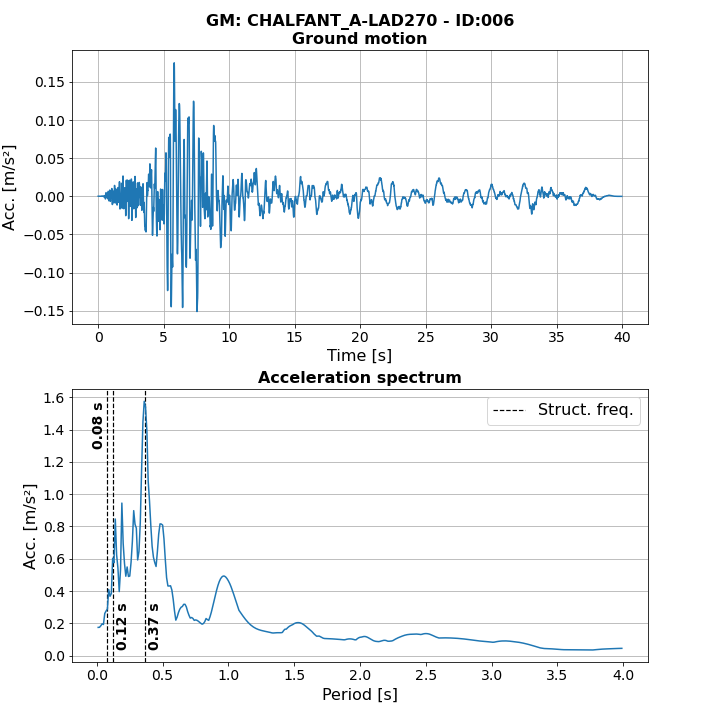 GM: CHALFANT_A-LAD270 - ID:006
Ground motion
0.15
0.10
0.05
0.00
−0.05
−0.10
−0.15
Acc. [m/s²]
0 5 10 15 20 25 30 35 40
Time [s]
Acceleration spectrum
1.6
1.4
1.2
1.0
0.8
0.6
0.4
0.2
0.0
Acc. [m/s²]
0.08 s
0.12 s
0.37 s
Struct. freq.
0.0 0.5 1.0 1.5 2.0 2.5 3.0 3.5 4.0
Period [s]